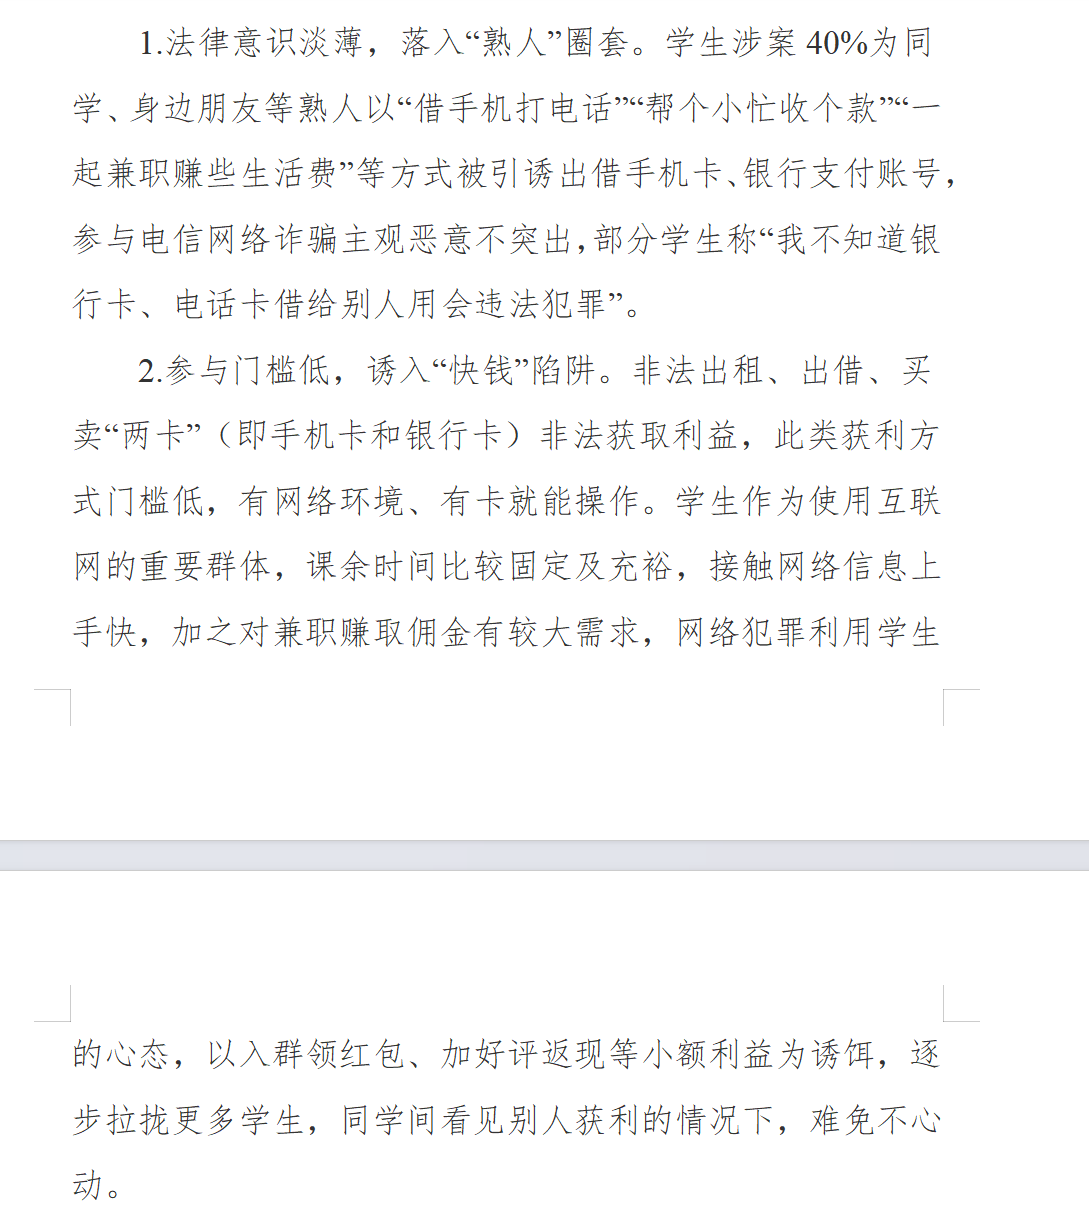 1.法律意识淡薄，落入“熟人”圈套。学生涉案 40%为同
学、身边朋友等熟人以“借手机打电话”“帮个小忙收个款”“一
起兼职赚些生活费”等方式被引诱出借手机卡、银行支付账号，
参与电信网络诈骗主观恶意不突出，部分学生称“我不知道银
行卡、电话卡借给别人用会违法犯罪”。
2.参与门槛低，诱入“快钱”陷阱。非法出租、出借、买
卖“两卡”（即手机卡和银行卡）非法获取利益，此类获利方
式门槛低，有网络环境、有卡就能操作。学生作为使用互联
网的重要群体，课余时间比较固定及充裕，接触网络信息上
手快，加之对兼职赚取佣金有较大需求，网络犯罪利用学生
的心态，以入群领红包、加好评返现等小额利益为诱饵，逐
步拉拢更多学生，同学间看见别人获利的情况下，难免不心
动。